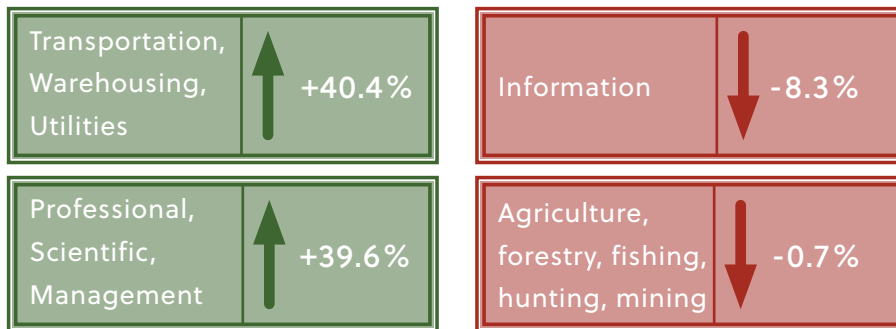 Transportation,
Warehousing,
Utilities
+40.4%
Information
-8.3%
Professional,
Scientific,
Management
+39.6%
Agriculture,
forestry, fishing,
hunting, mining
-0.7%